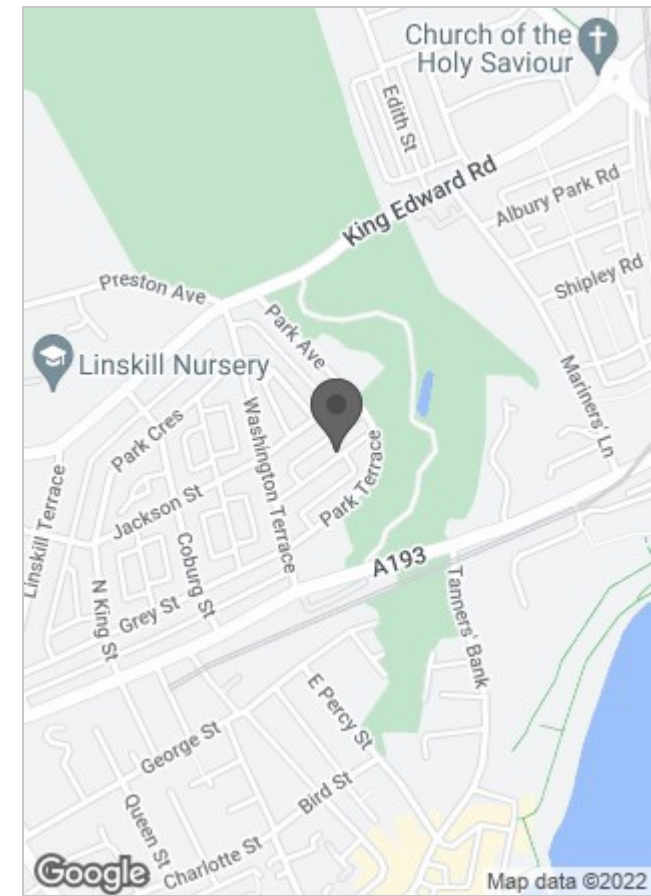 Church of the
Holy Saviour
Edith St
King Edward Rd
Albury Park Rd
Shipley Rd
Preston Ave
Park Ave
Linskill Nursery
Mariners' Ln
Park Cres
Washington Terrace
Park Terrace
Jackson St
Linskill Terrace
Coburg St
A193
N King St
Grey St
Tanners' Bank
E Percy St
George St
Bird St
Queen St
Charlotte St
Google
Map data ©2022